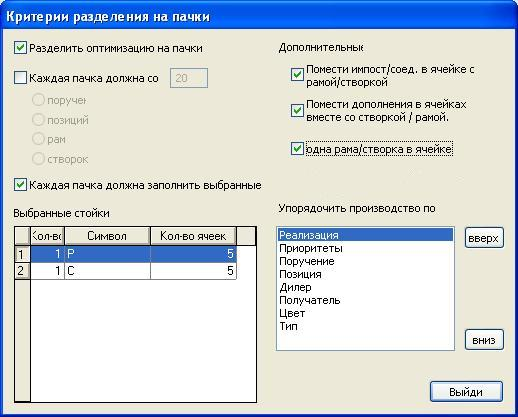 Критерии разделения на пачки
Разделить оптимизацию на пачки
Каждая пачка должна со
20
поручен
позиций
рам
створок
Каждая пачка должна заполнить выбранные
Выбранные стойки
Кол-во
Символ
Кол-во ячеек
1 1 P 5
2 1 C 5
Дополнительные
Помести импост/соед. в ячейке с
рамой/створкой
Помести дополнения в ячейках
вместе со створкой / рамой.
одна рама/створка в ячейке
Упорядочить производство по
Реализация
Приоритеты
Поручение
Позиция
Дилер
Получатель
Цвет
Тип
вверх
вниз
Выйди